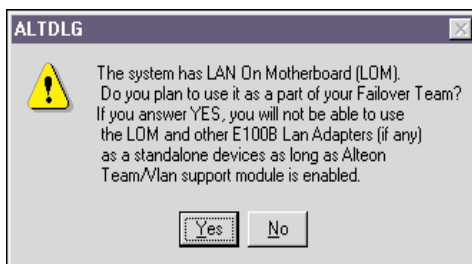 ALTDLG
The system has LAN On Motherboard (LOM).
Do you plan to use it as a part of your Failover Team?
If you answer YES, you will not be able to use
the LOM and other E100B Lan Adapters (if any)
as a standalone devices as long as Alteon
Team/Vlan support module is enabled.
Yes No